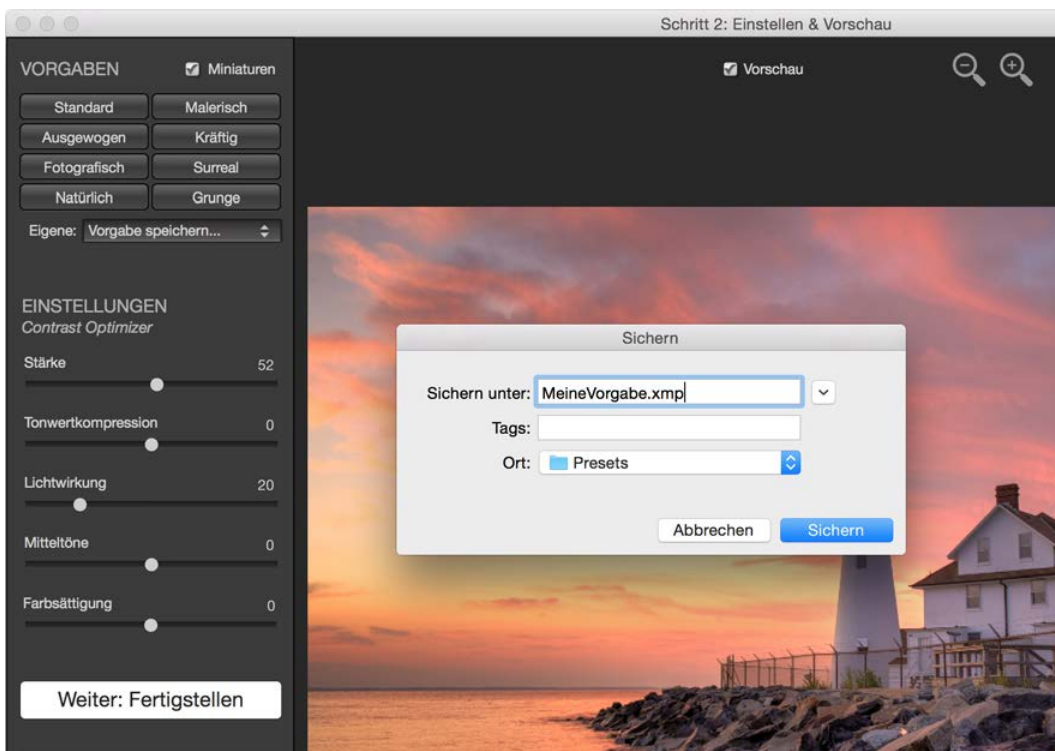 Schritt 2: Einstellen & Vorschau
VORGABEN
Miniaturen
Standard
Malerisch
Ausgewogen
Kräftig
Fotografisch
Surreal
Natürlich
Grunge
Eigene: Vorgabe speichern...
EINSTELLUNGEN
Contrast Optimizer
Stärke 52
Tonwertkompression 0
Lichtwirkung 20
Mitteltöne 0
Farbsättigung 0
Weiter: Fertigstellen
Vorschau
Sichern
Sichern unter: MeineVorgabe.xmp
Tags:
Ort: Presets
Abbrechen
Sichern